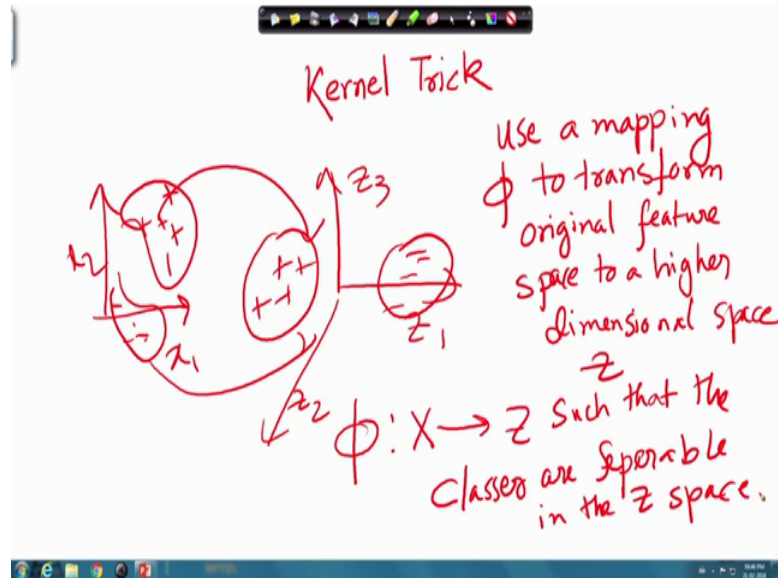 Kernel Trick
use a mapping
ϕ to transform
original feature
space to a higher
dimensional space
Z
ϕ: X → Z such that the
classes are seperable
in the Z space.
x2
x1
z3
z1
z2